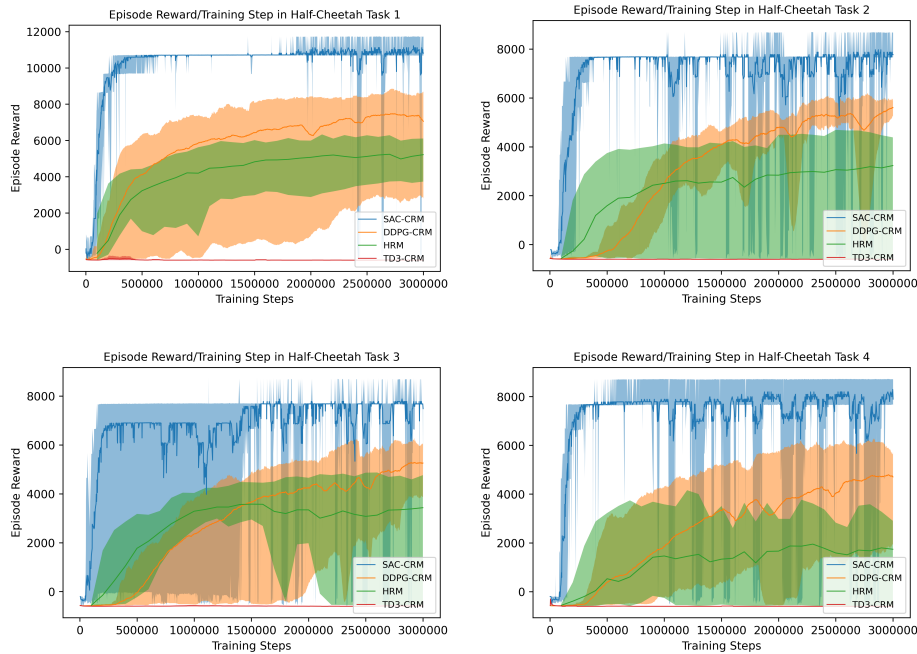 Episode Reward/Training Step in Half-Cheetah Task 1
12000
10000
8000
6000
4000
2000
0
Episode Reward
SAC-CRM
DDPG-CRM
HRM
TD3-CRM
0 500000 1000000 1500000 2000000 2500000 3000000
Training Steps
Episode Reward/Training Step in Half-Cheetah Task 2
8000
6000
4000
2000
0
Episode Reward
SAC-CRM
DDPG-CRM
HRM
TD3-CRM
0 500000 1000000 1500000 2000000 2500000 3000000
Training Steps
Episode Reward/Training Step in Half-Cheetah Task 3
8000
6000
4000
2000
0
Episode Reward
SAC-CRM
DDPG-CRM
HRM
TD3-CRM
0 500000 1000000 1500000 2000000 2500000 3000000
Training Steps
Episode Reward/Training Step in Half-Cheetah Task 4
8000
6000
4000
2000
0
Episode Reward
SAC-CRM
DDPG-CRM
HRM
TD3-CRM
0 500000 1000000 1500000 2000000 2500000 3000000
Training Steps